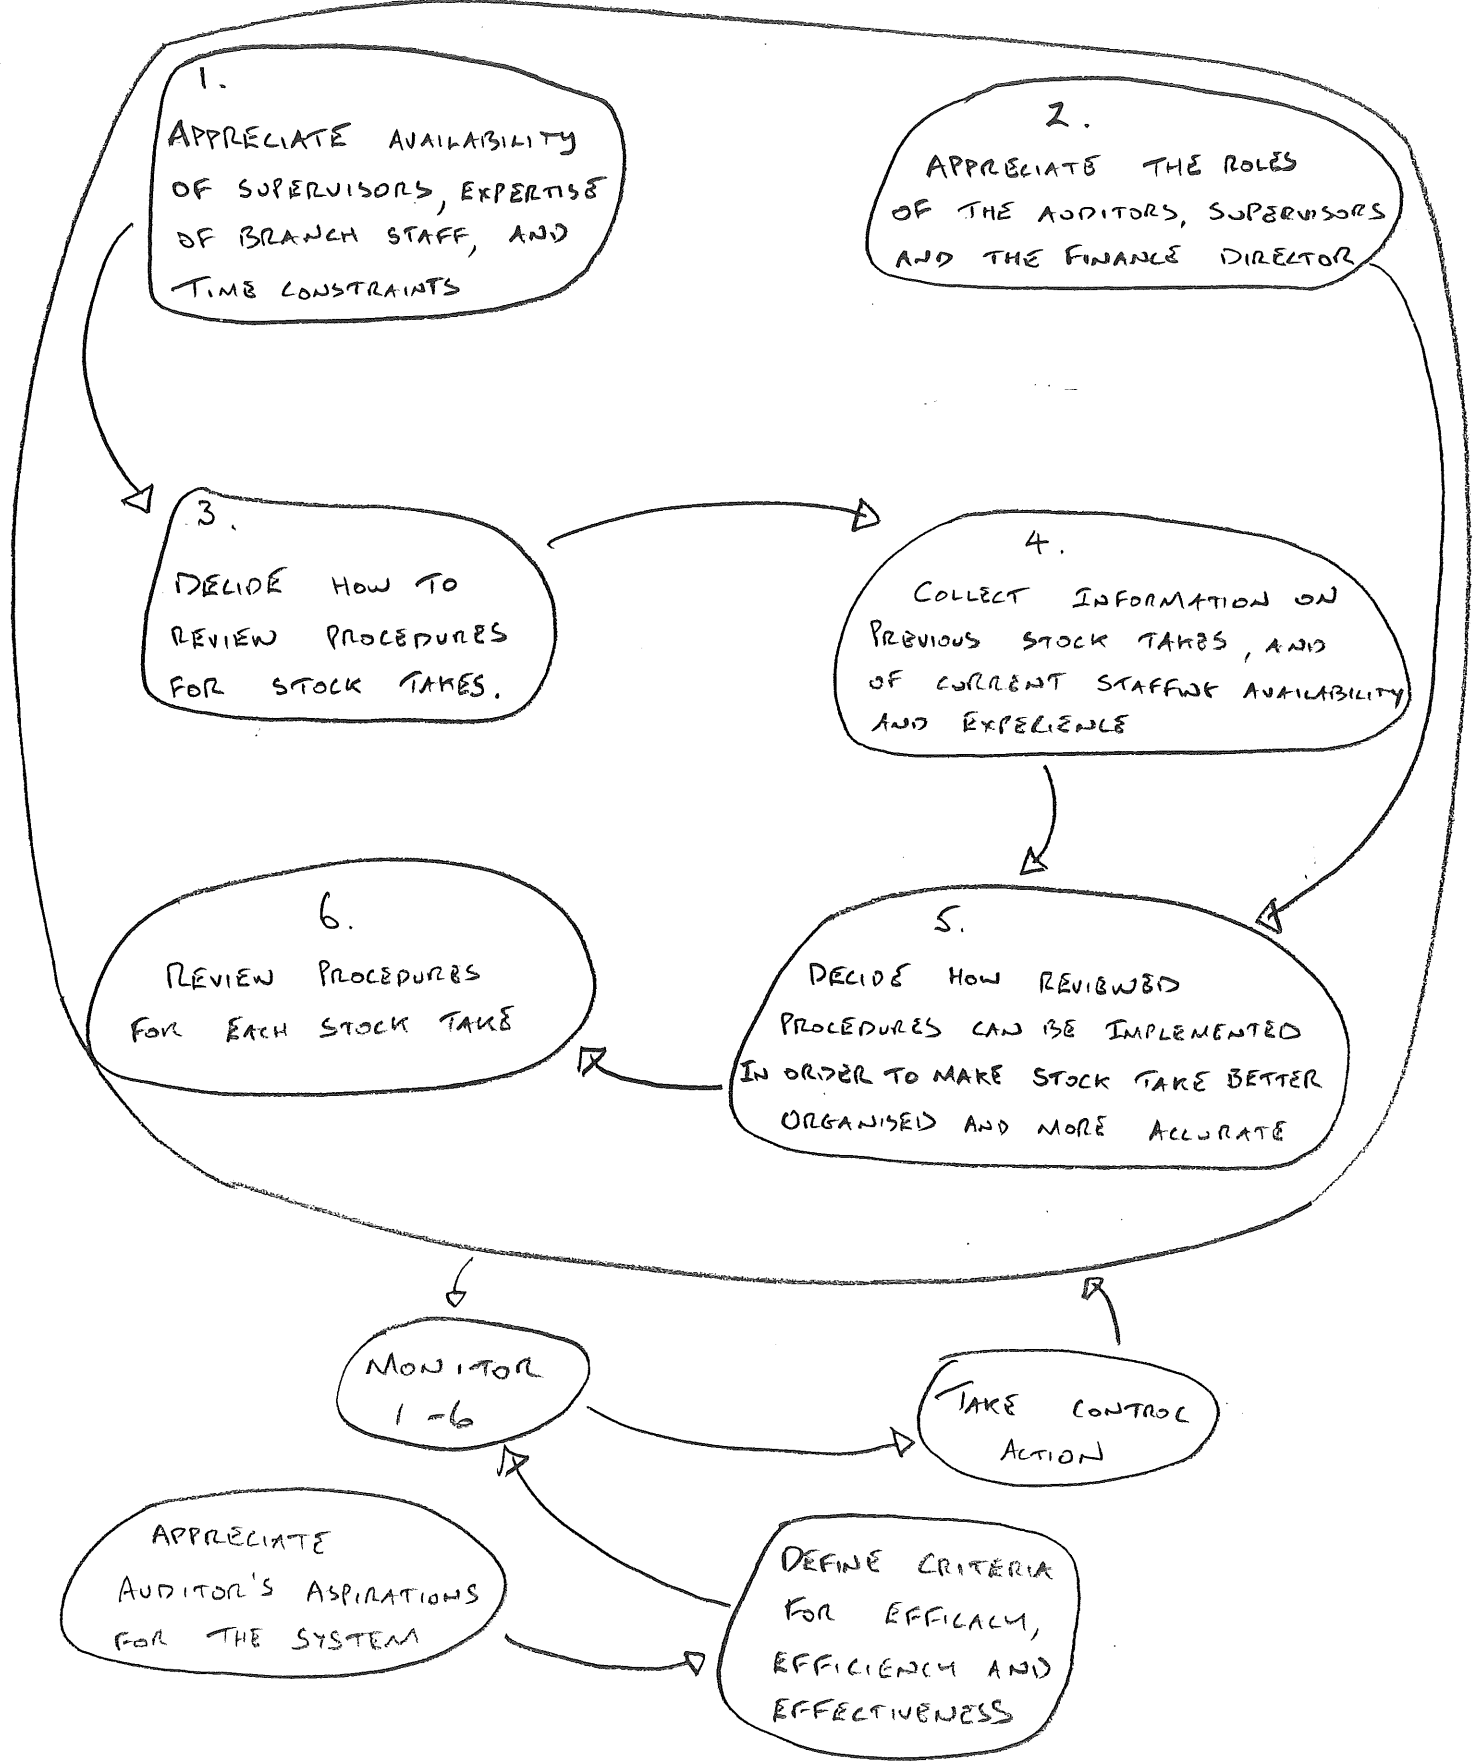 1.
APPRECIATE AVAILABILITY
OF SUPERVISORS, EXPERTISE
OF BRANCH STAFF, AND
TIME CONSTRAINTS
2.
APPRECIATE THE ROLES
OF THE AUDITORS, SUPERVISORS
AND THE FINANCE DIRECTOR
3.
DECIDE HOW TO
REVIEW PROCEDURES
FOR STOCK TAKES.
4.
COLLECT INFORMATION ON
PREVIOUS STOCK TAKES, AND
OF CURRENT STAFFING AVAILABILITY
AND EXPERIENCE
5.
DECIDE HOW REVIEWED
PROCEDURES CAN BE IMPLEMENTED
IN ORDER TO MAKE STOCK TAKE BETTER
ORGANISED AND MORE ACCURATE
6.
REVIEW PROCEDURES
FOR EACH STOCK TAKE
MONITOR
1-6
TAKE CONTROL
ACTION
APPRECIATE
AUDITOR'S ASPIRATIONS
FOR THE SYSTEM
DEFINE CRITERIA
FOR EFFICACY,
EFFICIENCY AND
EFFECTIVENESS